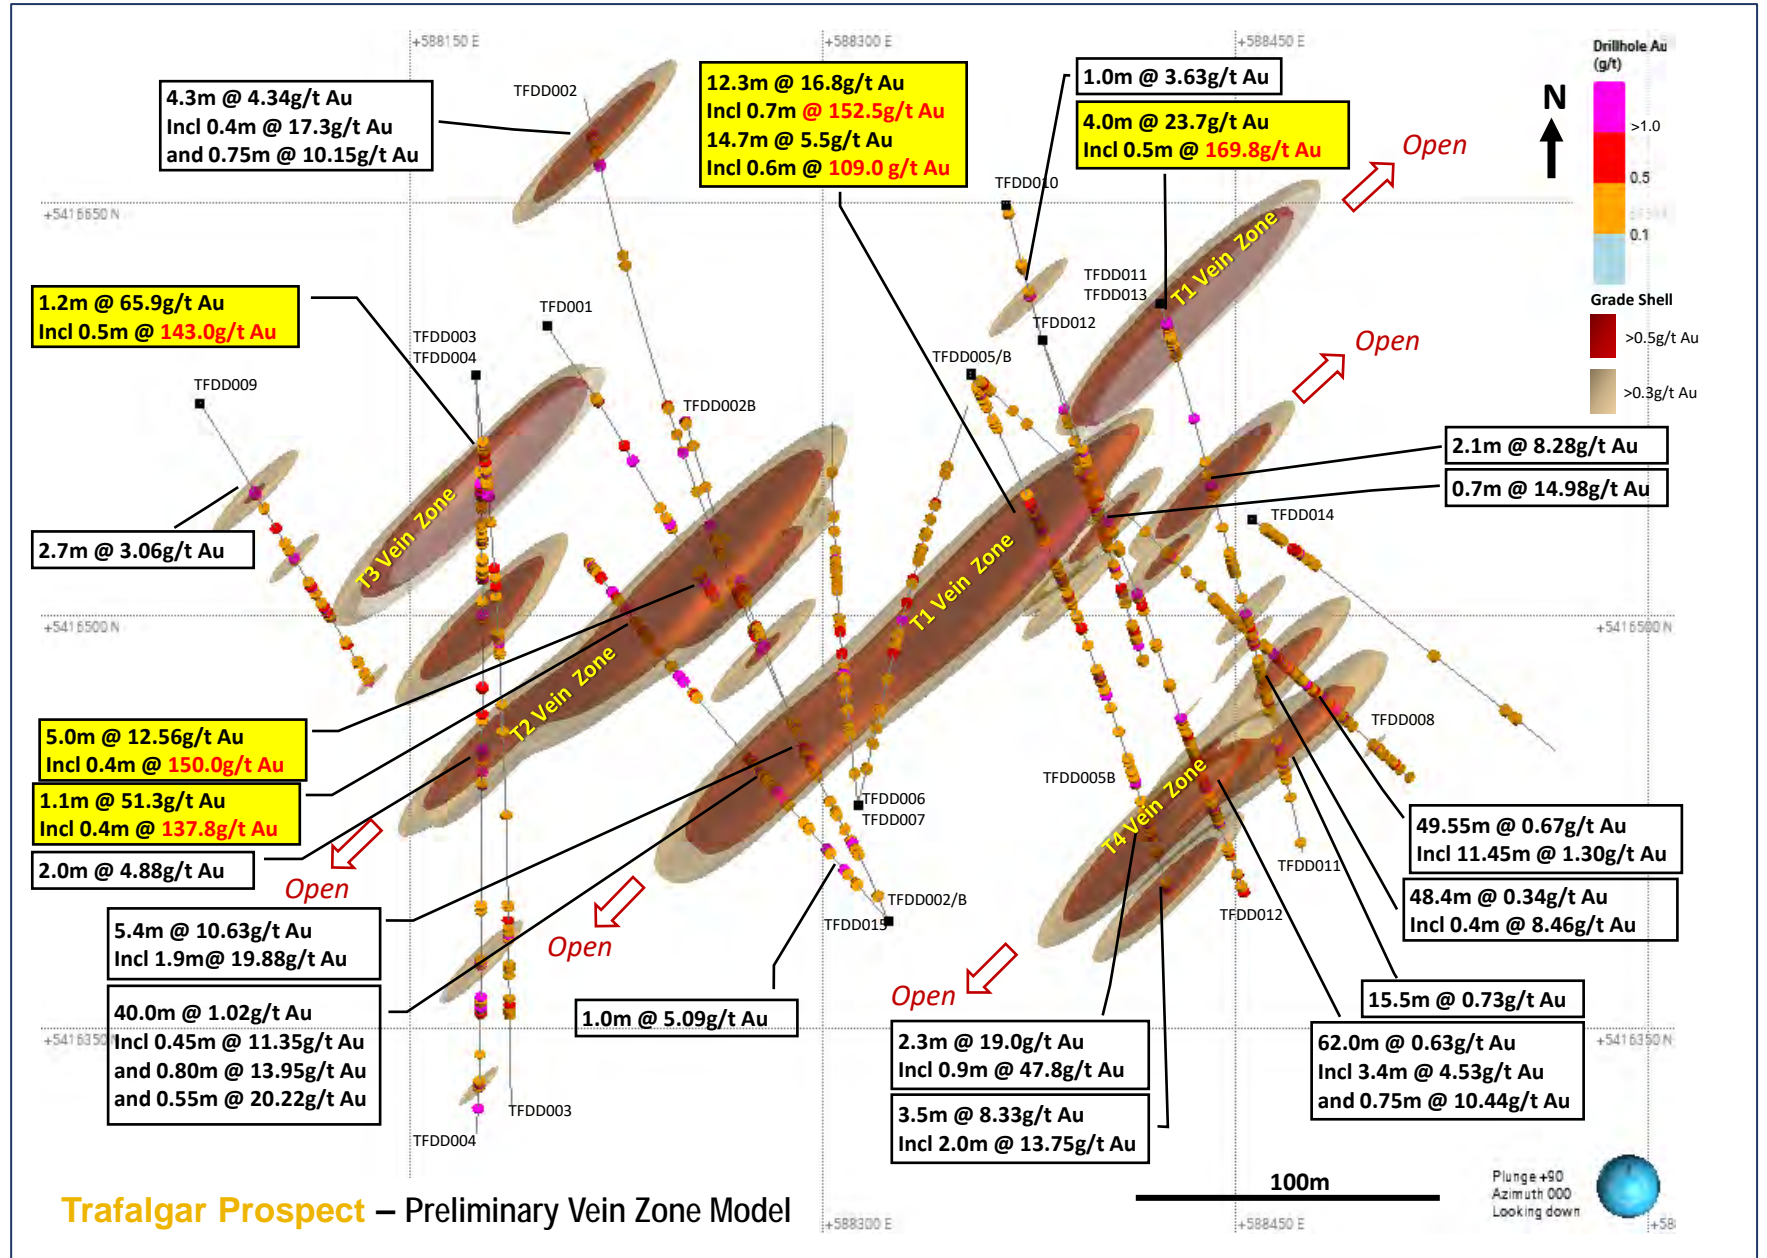 +588150 E
+588300 E
+588450 E
Drillhole Au
(g/t)
>1.0
0.5
0.1
Grade Shell
>0.5g/t Au
>0.3g/t Au
N
4.3m @ 4.34g/t Au
Incl 0.4m @ 17.3g/t Au
and 0.75m @ 10.15g/t Au
TFDD002
12.3m @ 16.8g/t Au
Incl 0.7m @ 152.5g/t Au
14.7m @ 5.5g/t Au
Incl 0.6m @ 109.0 g/t Au
1.0m @ 3.63g/t Au
4.0m @ 23.7g/t Au
Incl 0.5m @ 169.8g/t Au
Open
TFDD010
+5416650 N
T1 Vein Zone
TFDD011
TFDD013
1.2m @ 65.9g/t Au
Incl 0.5m @ 143.0g/t Au
TFD001
TFDD003
TFDD004
TFDD012
TFDD005/B
Open
TFDD009
TFDD002B
2.1m @ 8.28g/t Au
0.7m @ 14.98g/t Au
TFDD014
2.7m @ 3.06g/t Au
T3 Vein Zone
T1 Vein Zone
+5416500 N
+5416500 N
T2 Vein Zone
5.0m @ 12.56g/t Au
Incl 0.4m @ 150.0g/t Au
1.1m @ 51.3g/t Au
Incl 0.4m @ 137.8g/t Au
2.0m @ 4.88g/t Au
Open
TFDD008
TFDD005B
T4 Vein Zone
TFDD006
TFDD007
49.55m @ 0.67g/t Au
Incl 11.45m @ 1.30g/t Au
TFDD011
48.4m @ 0.34g/t Au
Incl 0.4m @ 8.46g/t Au
TFDD002/B
TFDD015
TFDD012
5.4m @ 10.63g/t Au
Incl 1.9m@ 19.88g/t Au
Open
Open
15.5m @ 0.73g/t Au
40.0m @ 1.02g/t Au
Incl 0.45m @ 11.35g/t Au
and 0.80m @ 13.95g/t Au
and 0.55m @ 20.22g/t Au
1.0m @ 5.09g/t Au
2.3m @ 19.0g/t Au
Incl 0.9m @ 47.8g/t Au
3.5m @ 8.33g/t Au
Incl 2.0m @ 13.75g/t Au
62.0m @ 0.63g/t Au
Incl 3.4m @ 4.53g/t Au
and 0.75m @ 10.44g/t Au
+5416350 N
+5416350 N
TFDD003
TFDD004
100m
Plunge +90
Azimuth 000
Looking down
Trafalgar Prospect – Preliminary Vein Zone Model
+588300 E
+588450 E
+58